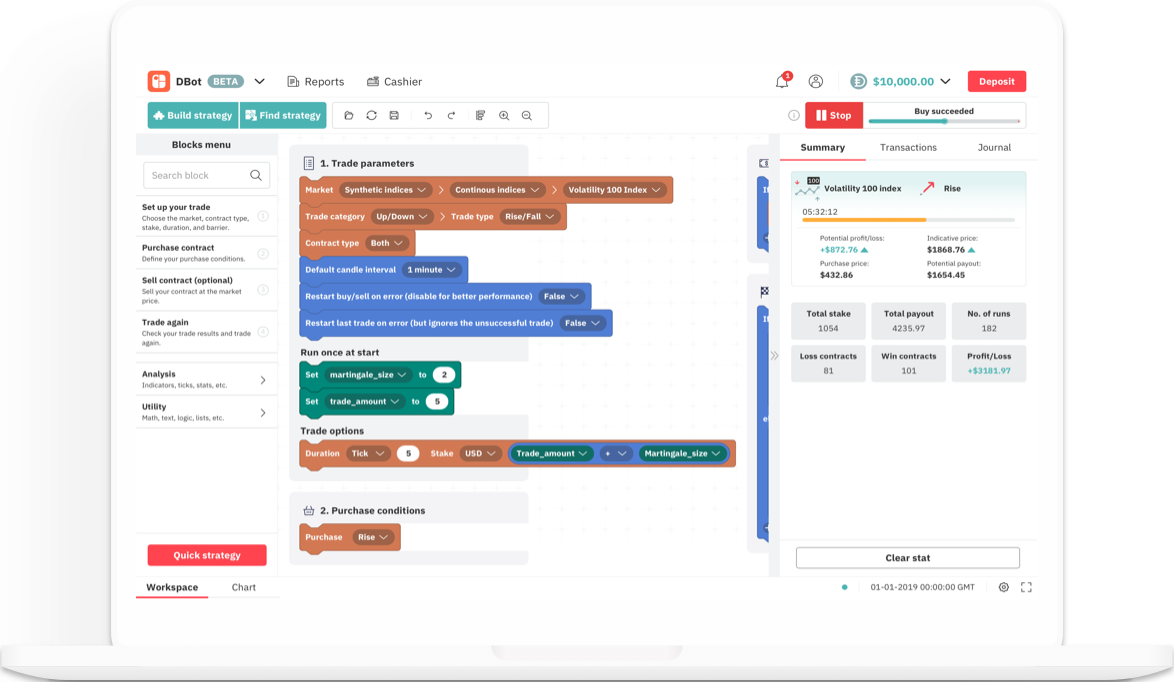 DBot BETA Reports Cashier 1 $10,000.00 Deposit
Build strategy Find strategy Stop Buy succeeded
Blocks menu
Search block
Set up your trade
Choose the market, contract type,
stake, duration, and barrier.
1
Purchase contract
Define your purchase conditions.
2
Sell contract (optional)
Sell your contract at the market
price.
3
Trade again
Check your trade results and trade
again.
4
Analysis
Indicators, ticks, stats, etc.
Utility
Math, text, logic, lists, etc.
Quick strategy
Workspace Chart
1. Trade parameters
Market Synthetic indices Continous indices Volatility 100 Index
Trade category Up/Down Trade type Rise/Fall
Contract type Both
Default candle interval 1 minute
Restart buy/sell on error (disable for better performance) False
Restart last trade on error (but ignores the unsuccessful trade) False
Run once at start
Set martingale_size to 2
Set trade_amount to 5
Trade options
Duration Tick 5 Stake USD Trade_amount + Martingale_size
2. Purchase conditions
Purchase Rise
Summary Transactions Journal
100 Volatility 100 index Rise
05:32:12
Potential profit/loss: Indicative price:
+$872.76 $1868.76
Purchase price: Potential payout:
$432.86 $1654.45
Total stake Total payout No. of runs
1054 4235.97 182
Loss contracts Win contracts Profit/Loss
81 101 +$3181.97
Clear stat
01-01-2019 00:00:00 GMT